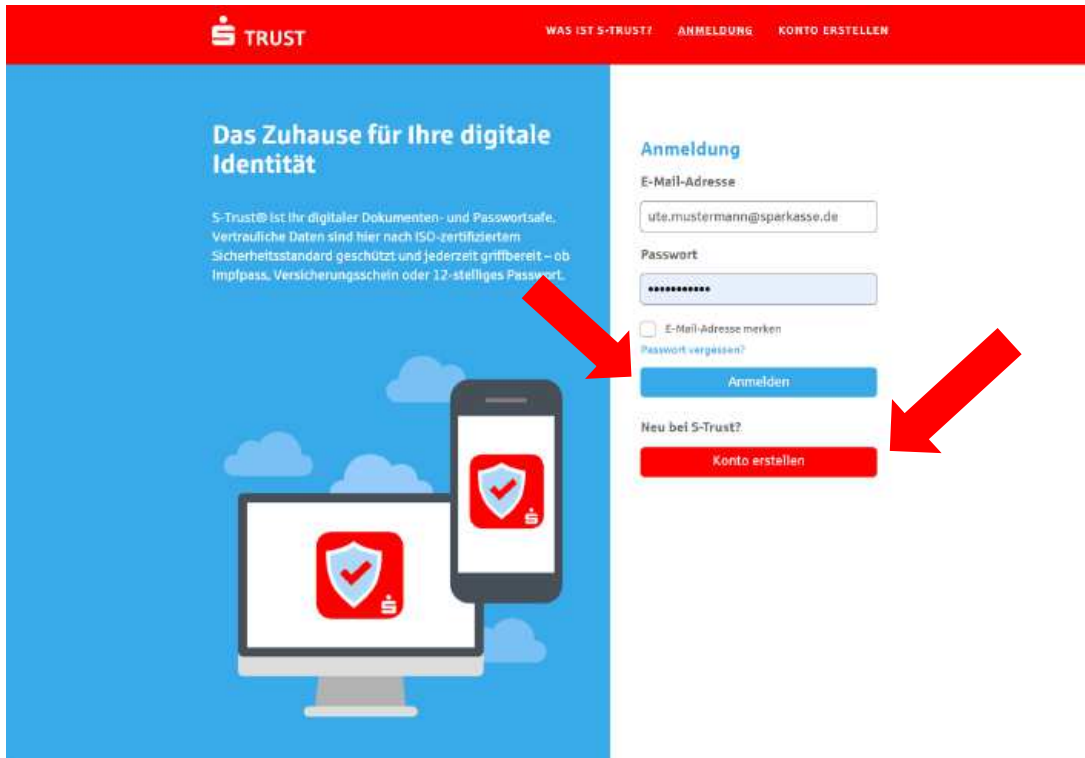 TRUST
WAS IST S-TRUST? ANMELDUNG KONTO ERSTELLEN
Das Zuhause für Ihre digitale
Identität
S-Trust® ist Ihr digitaler Dokumenten- und Passwortsafe.
Vertrauliche Daten sind hier nach ISO-zertifiziertem
Sicherheitsstandard geschützt und jederzeit griffbereit – ob
Impfpass, Versicherungsschein oder 12-stelliges Passwort.
Anmeldung
E-Mail-Adresse
ute.mustermann@sparkasse.de
Passwort
•••••••••••
E-Mail-Adresse merken
Passwort vergessen?
Anmelden
Neu bei S-Trust?
Konto erstellen